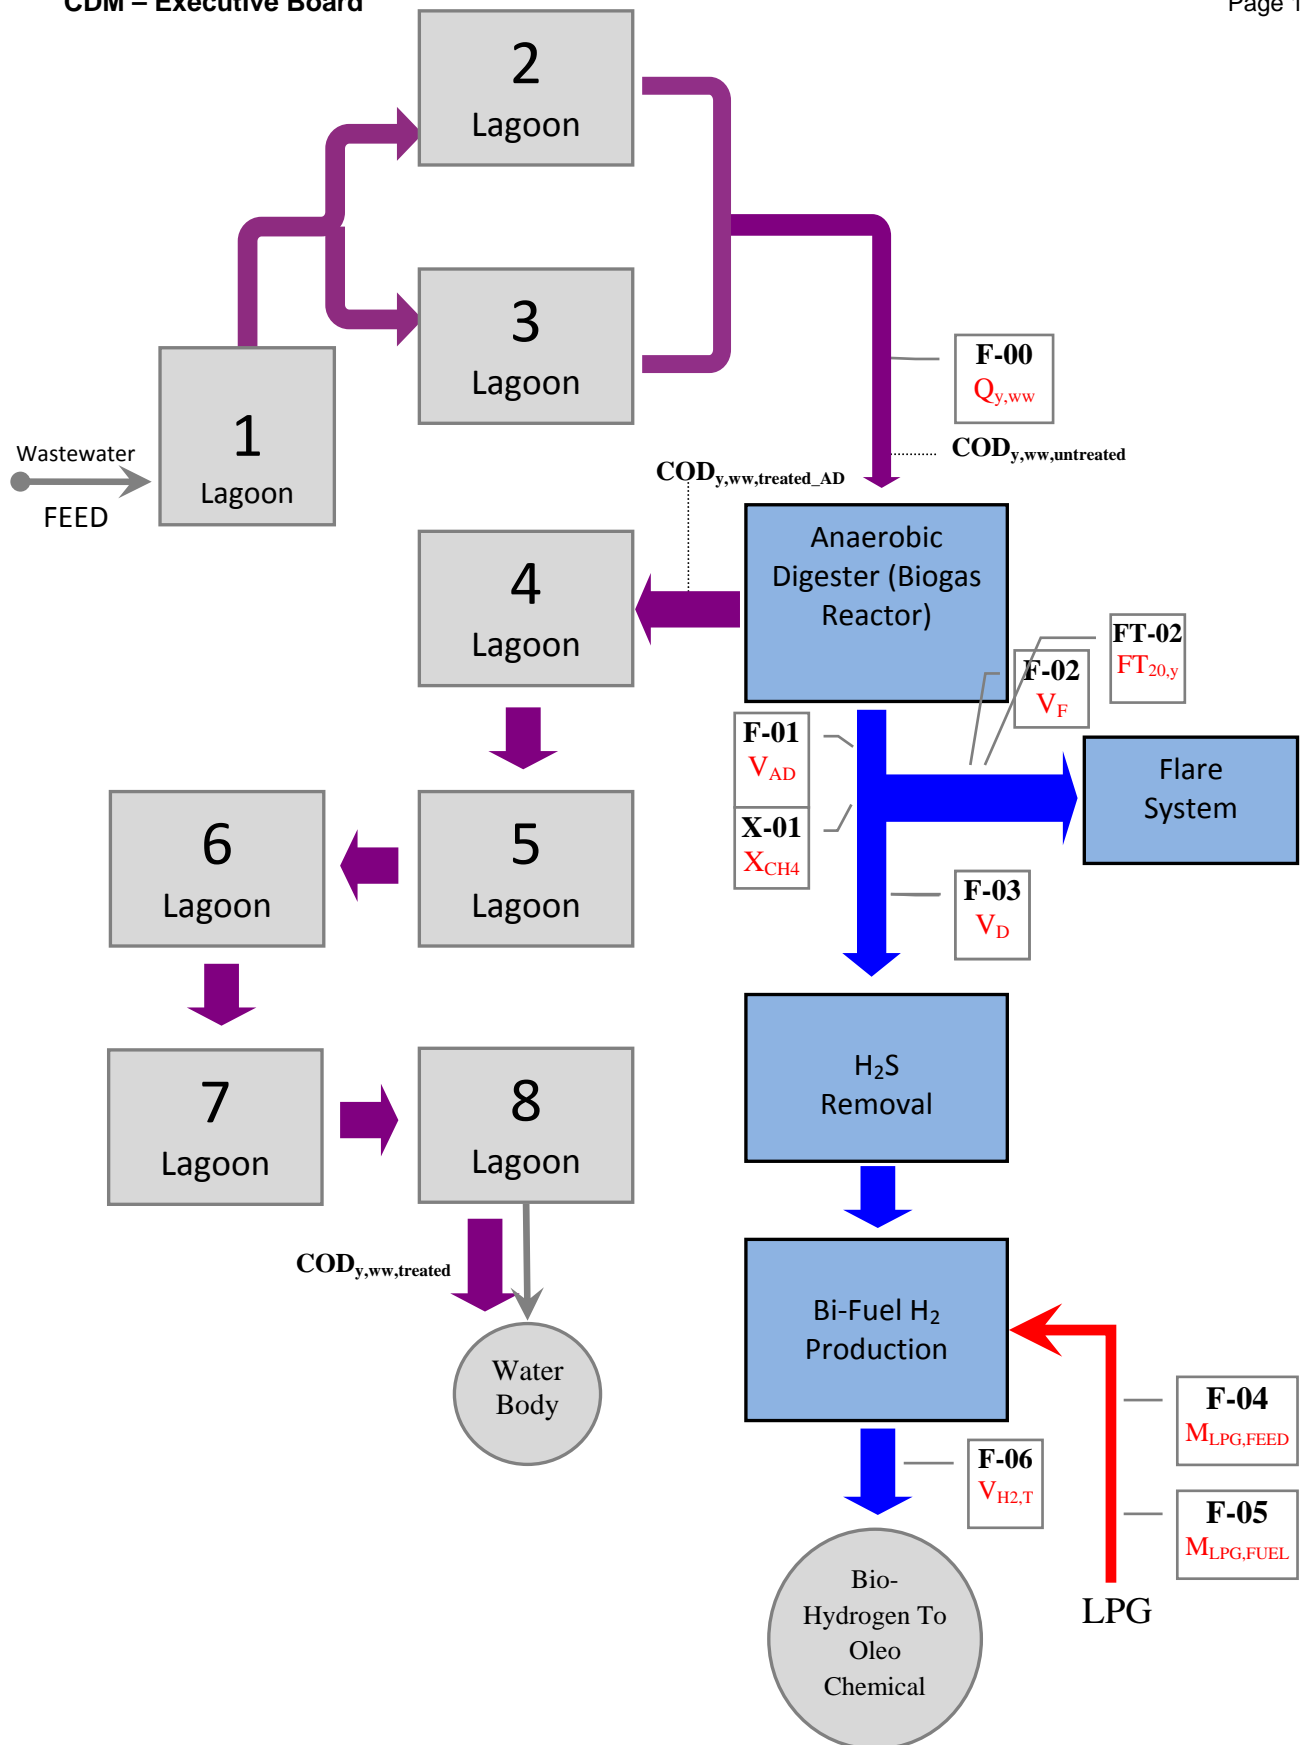 CDM – Executive Board
Page 1
2
Lagoon
3
Lagoon
1
Lagoon
Wastewater
FEED
F-00
Qy,ww
CODy,ww,untreated
CODy,ww,treated_AD
4
Lagoon
Anaerobic
Digester (Biogas
Reactor)
FT-02
FT20,y
F-02
VF
F-01
VAD
X-01
XCH4
Flare
System
6
Lagoon
5
Lagoon
F-03
VD
7
Lagoon
8
Lagoon
H2S
Removal
CODy,ww,treated
Water
Body
Bi-Fuel H2
Production
F-04
MLPG,FEED
F-06
VH2,T
F-05
MLPG,FUEL
LPG
Bio-
Hydrogen To
Oleo
Chemical